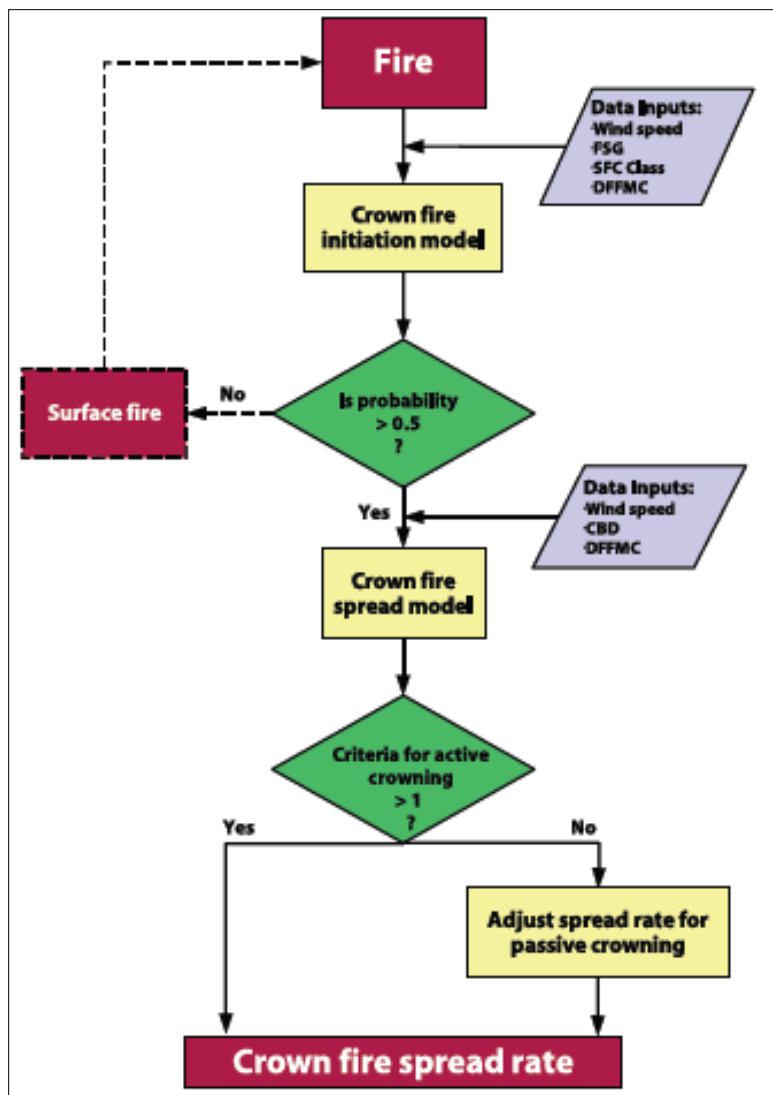 Fire
Data Inputs:
·Wind speed
·FSG
·SFC Class
·DFFMC
Crown fire
initiation model
Is probability
> 0.5
?
No
Surface fire
Yes
Data Inputs:
·Wind speed
·CBD
·DFFMC
Crown fire
spread model
Criteria for active
crowning
> 1
?
Yes
No
Adjust spread rate for
passive crowning
Crown fire spread rate